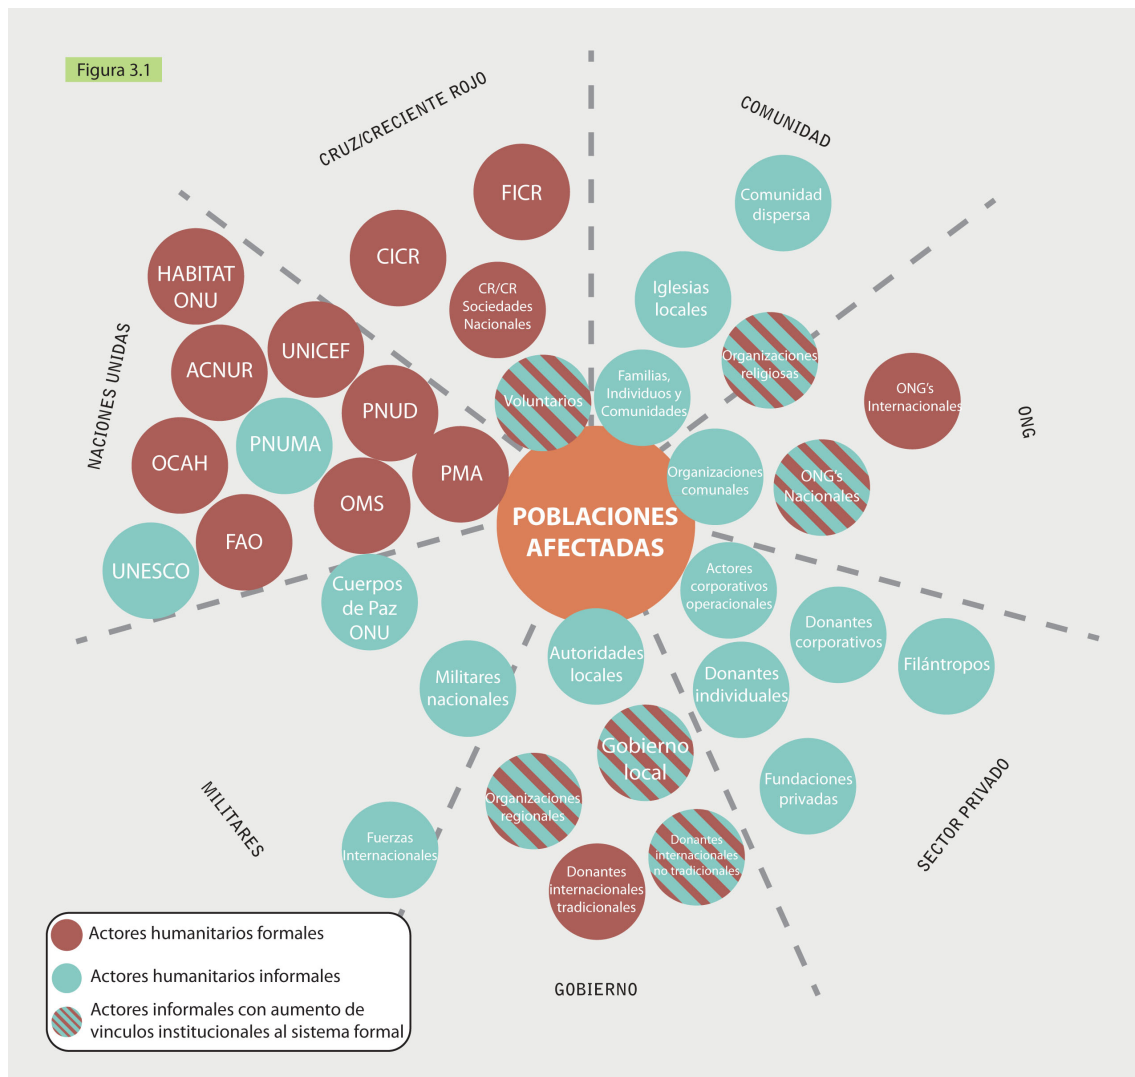 Figura 3.1
CRUZ/CRECIENTE ROJO
FICR
CICR
CR/CR
Sociedades
Nacionales
Voluntarios
COMUNIDAD
Comunidad
dispersa
Iglesias
locales
Familias,
Individuos y
Comunidades
Organizaciones
religiosas
Organizaciones
comunales
ONG
ONG's
Internacionales
ONG's
Nacionales
NACIONES UNIDAS
HABITAT
ONU
UNICEF
ACNUR
PNUD
PNUMA
OCAH
PMA
OMS
FAO
UNESCO
POBLACIONES
AFECTADAS
SECTOR PRIVADO
Actores
corporativos
operacionales
Donantes
corporativos
Filántropos
Donantes
individuales
Fundaciones
privadas
MILITARES
Cuerpos
de Paz
ONU
Militares
nacionales
Fuerzas
Internacionales
GOBIERNO
Autoridades
locales
Gobierno
local
Organizaciones
regionales
Donantes
internacionales
no tradicionales
Donantes
internacionales
tradicionales
Actores humanitarios formales
Actores humanitarios informales
Actores informales con aumento de
vinculos institucionales al sistema formal